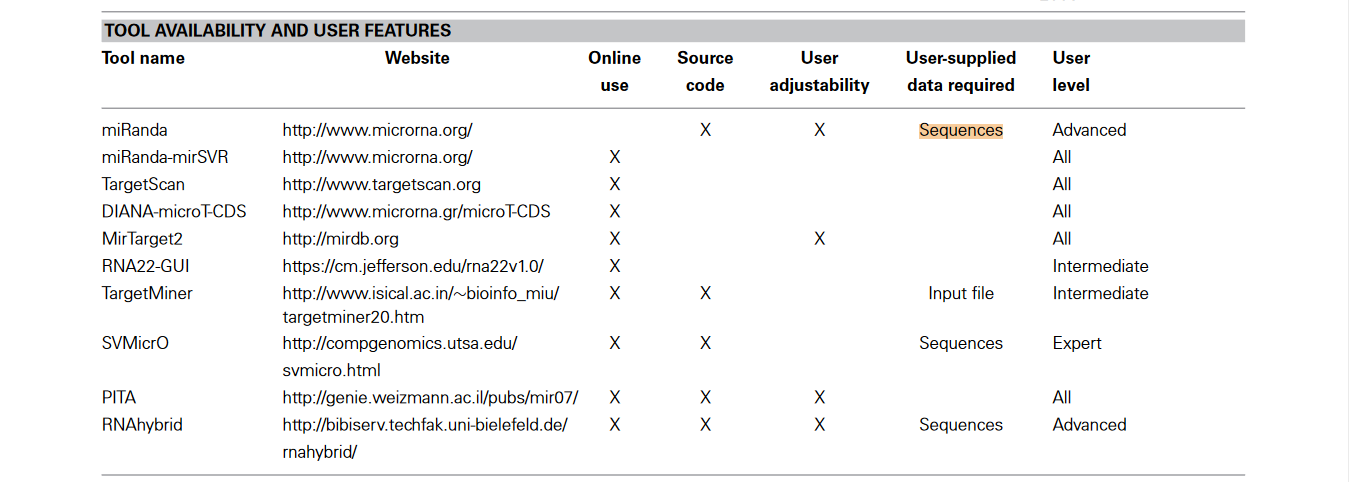 TOOL AVAILABILITY AND USER FEATURES
Tool name Website Online use Source code User adjustability User-supplied data required User level
miRanda http://www.microrna.org/ X X Sequences Advanced
miRanda-mirSVR http://www.microrna.org/ X All
TargetScan http://www.targetscan.org X All
DIANA-microT-CDS http://www.microrna.gr/microT-CDS X All
MirTarget2 http://mirdb.org X X All
RNA22-GUI https://cm.jefferson.edu/rna22v1.0/ X Intermediate
TargetMiner http://www.isical.ac.in/∼bioinfo_miu/ X X Input file Intermediate
targetminer20.htm
SVMicrO http://compgenomics.utsa.edu/ X X Sequences Expert
svmicro.html
PITA http://genie.weizmann.ac.il/pubs/mir07/ X X X All
RNAhybrid http://bibiserv.techfak.uni-bielefeld.de/ X X X Sequences Advanced
rnahybrid/